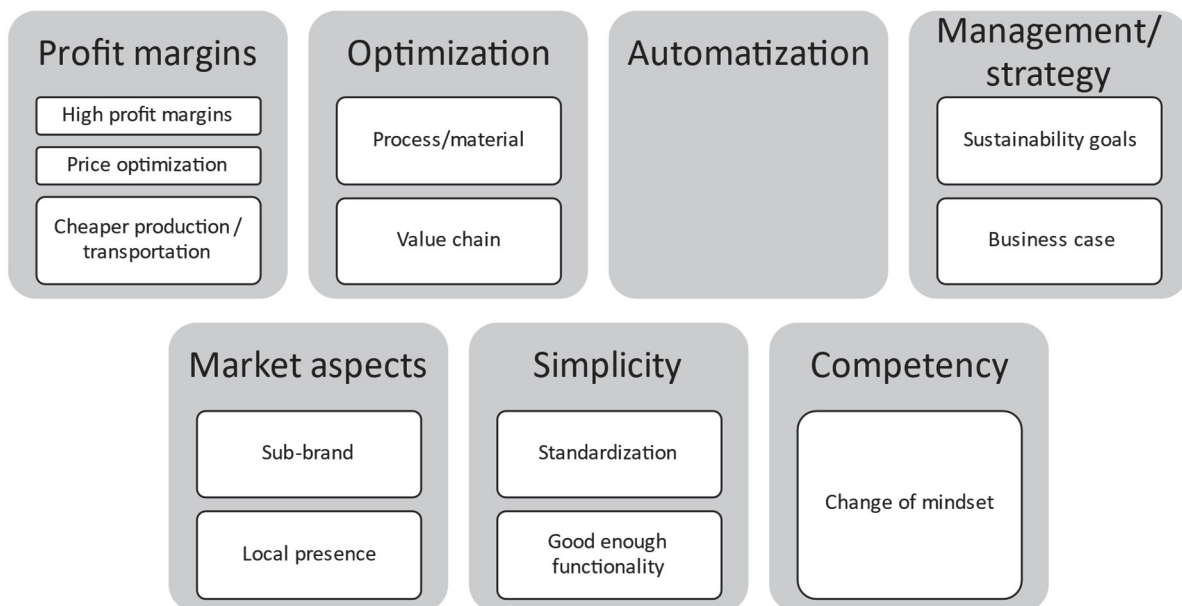 Profit margins
High profit margins
Price optimization
Cheaper production /
transportation
Optimization
Process/material
Value chain
Automatization
Management/
strategy
Sustainability goals
Business case
Market aspects
Sub-brand
Local presence
Simplicity
Standardization
Good enough
functionality
Competency
Change of mindset